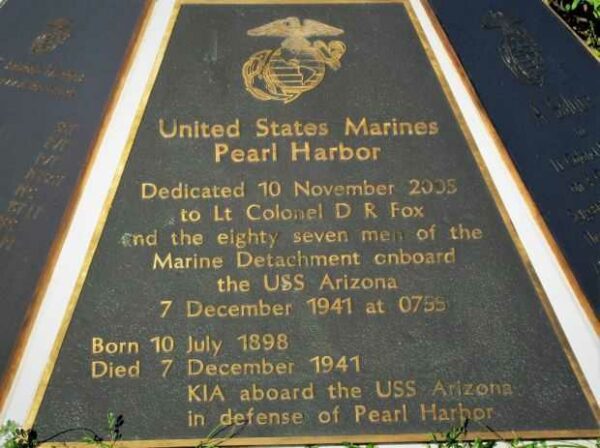 United States Marines
Pearl Harbor
Dedicated 10 November 2005
to Lt Colonel D R Fox
and the eighty seven men of the
Marine Detachment onboard
the USS Arizona
7 December 1941 at 0755
Born 10 July 1898
Died 7 December 1941
KIA aboard the USS Arizona
in defense of Pearl Harbor